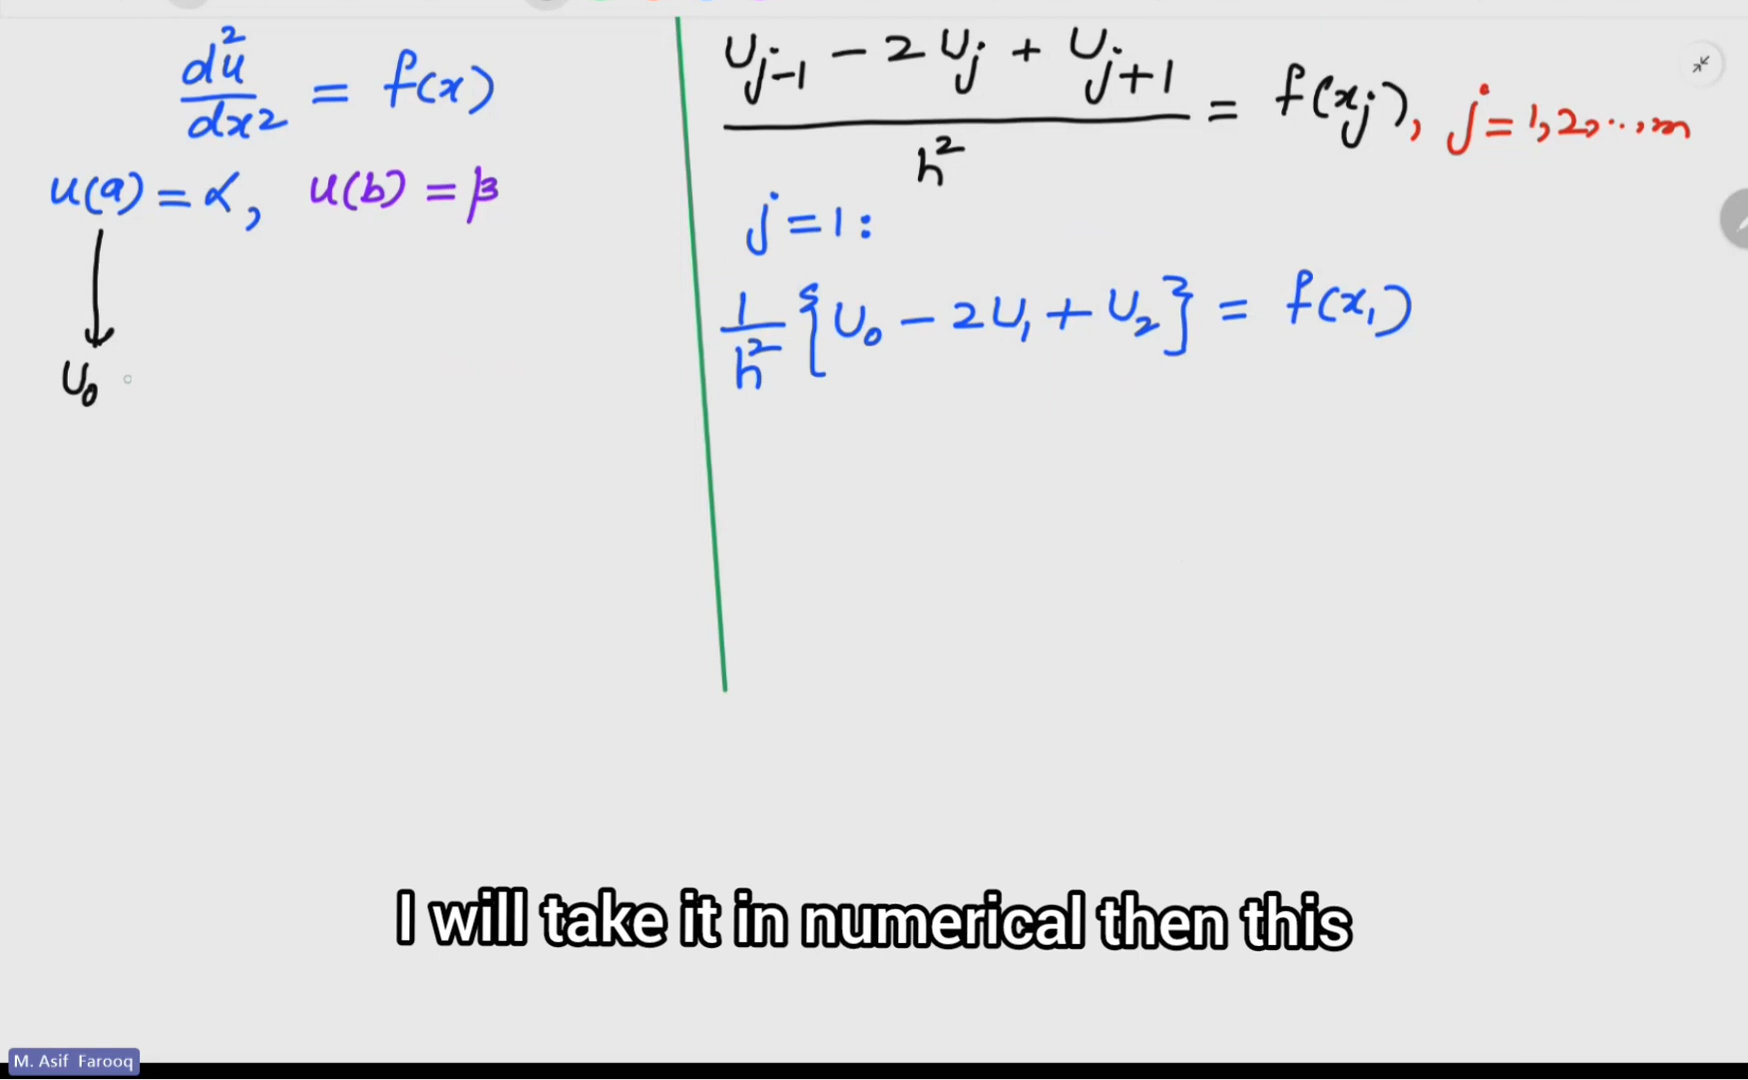 d²u/dx² = f(x)
u(a) = α, u(b) = β
U₀
(U_{j-1} - 2U_j + U_{j+1})/h² = f(x_j), j = 1, 2, ..., m
j = 1:
1/h² {U₀ - 2U₁ + U₂} = f(x₁)
I will take it in numerical then this
M. Asif Farooq